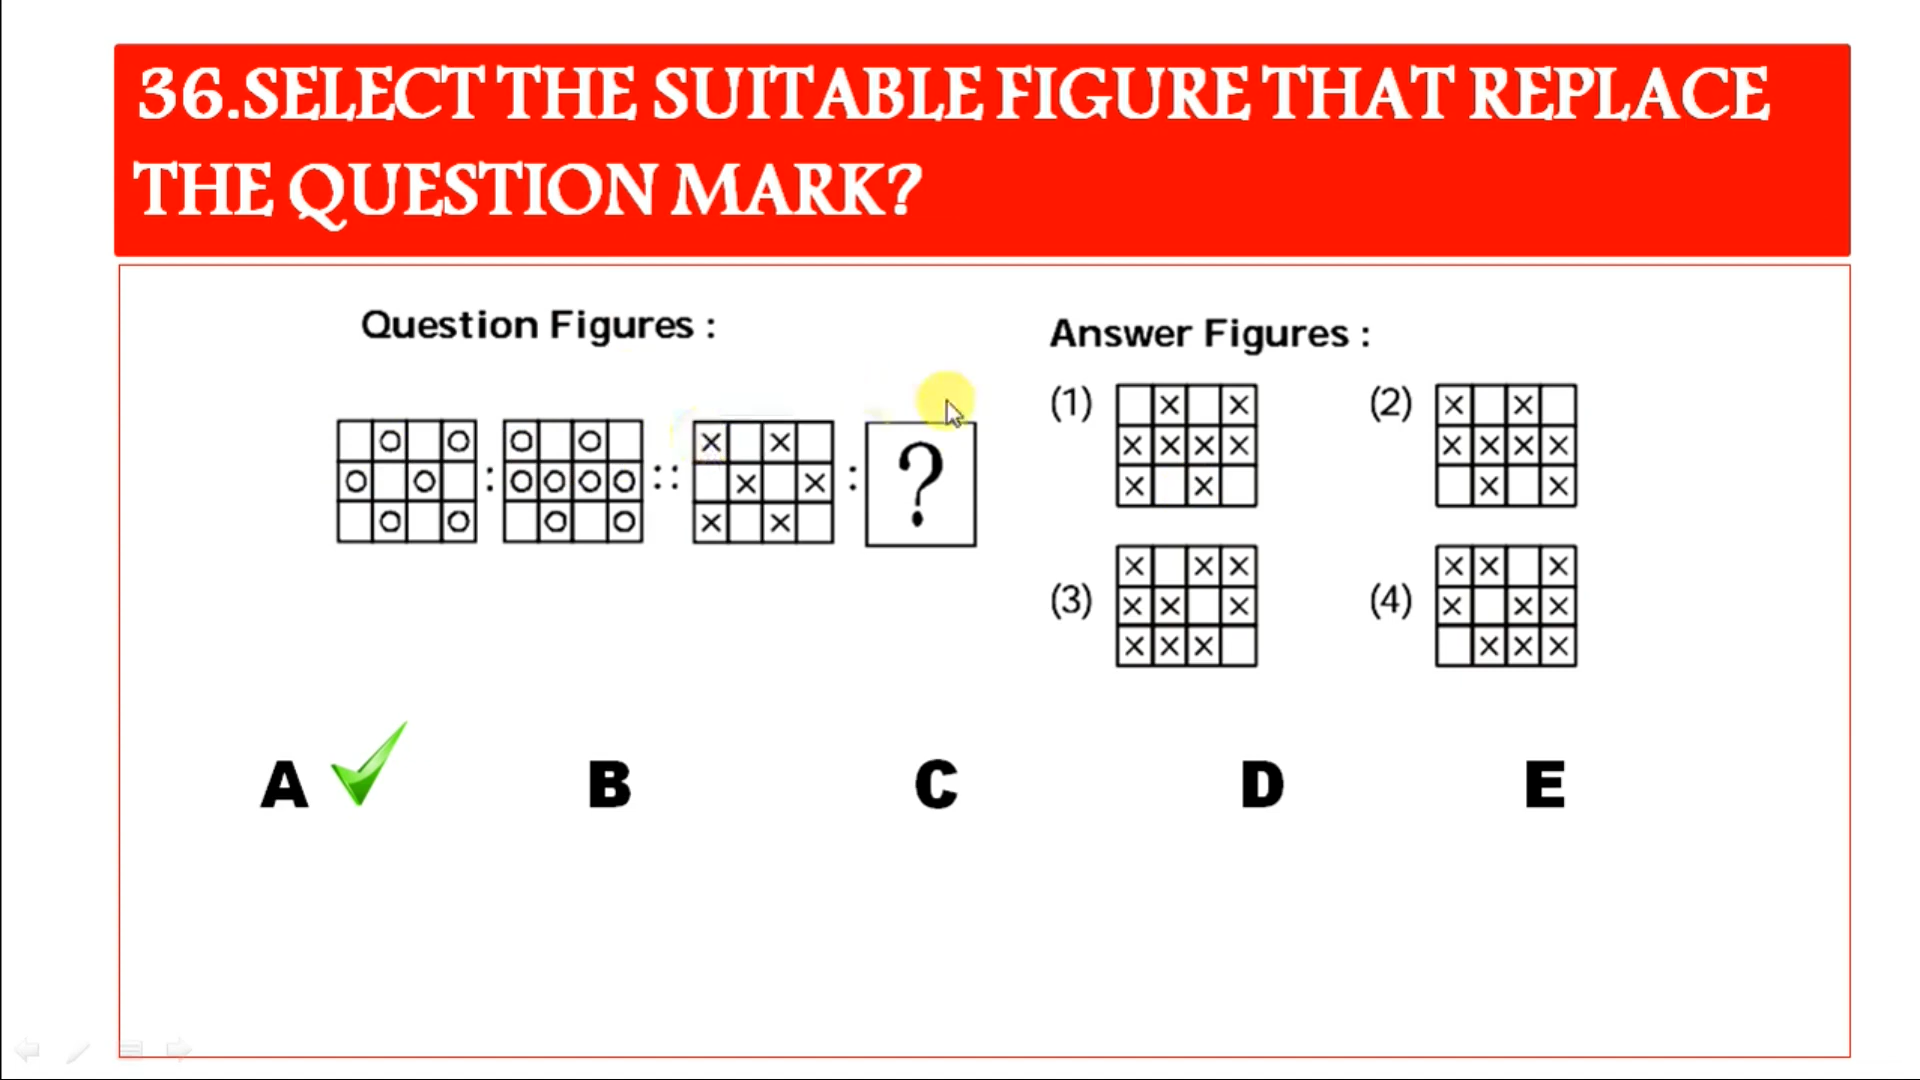 36.SELECT THE SUITABLE FIGURE THAT REPLACE
THE QUESTION MARK?
Question Figures :
: :: : ?
Answer Figures :
(1) (2)
(3) (4)
A B C D E